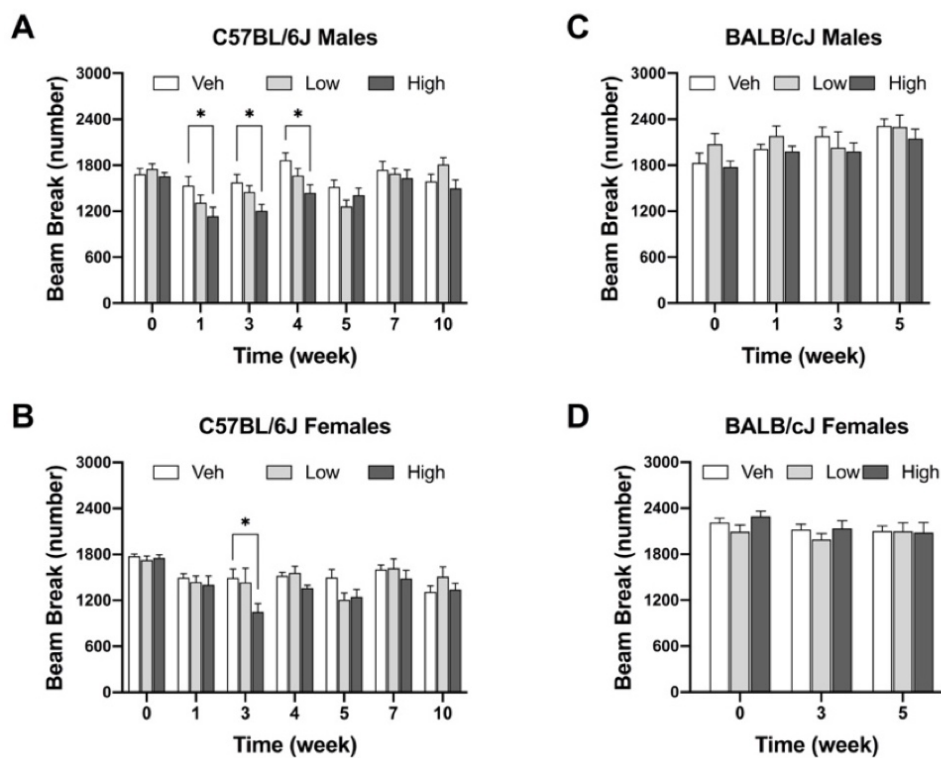 A
C57BL/6J Males
Beam Break (number)
3000
2400
1800
1200
600
0
Veh Low High
* * *
0 1 3 4 5 7 10
Time (week)
B
C57BL/6J Females
Beam Break (number)
3000
2400
1800
1200
600
0
Veh Low High
*
0 1 3 4 5 7 10
Time (week)
C
BALB/cJ Males
Beam Break (number)
3000
2400
1800
1200
600
0
Veh Low High
0 1 3 5
Time (week)
D
BALB/cJ Females
Beam Break (number)
3000
2400
1800
1200
600
0
Veh Low High
0 3 5
Time (week)